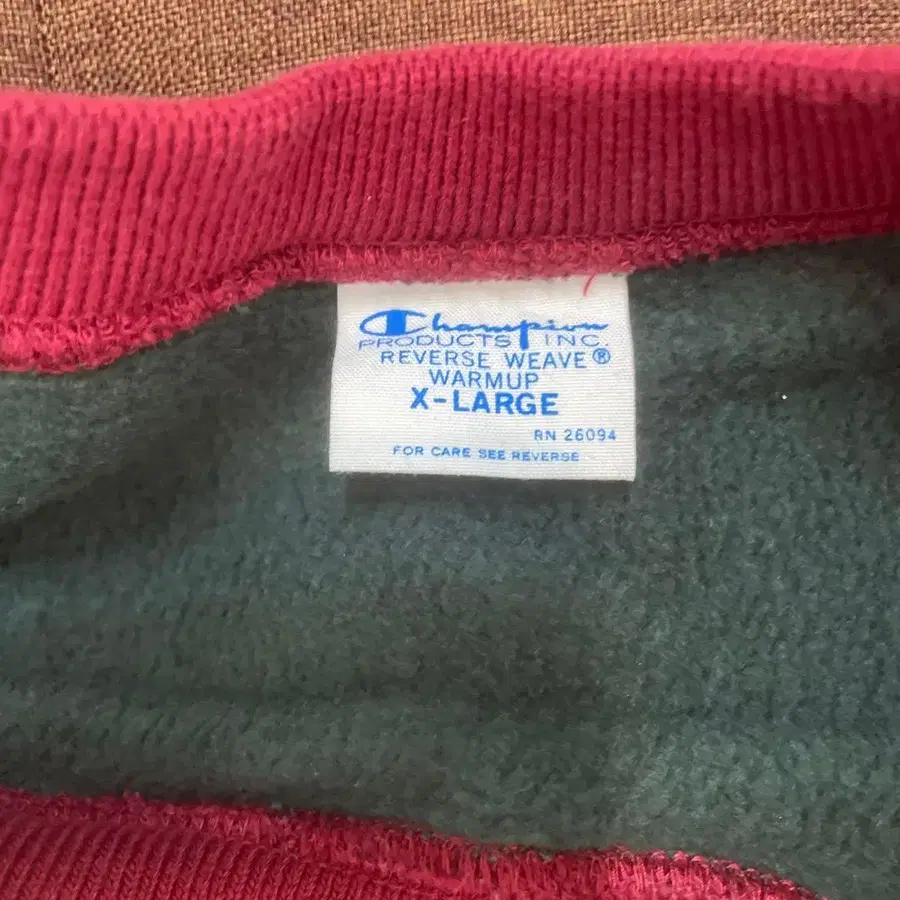 Champion
PRODUCTS INC.
REVERSE WEAVE®
WARMUP
X-LARGE
RN 26094
FOR CARE SEE REVERSE